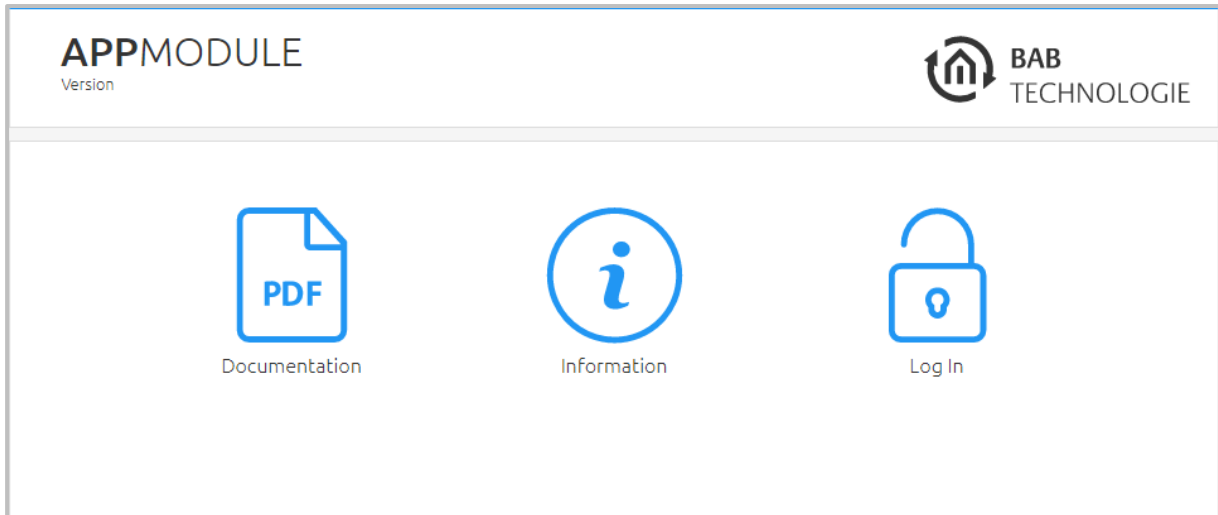 APPMODULE
Version
BAB
TECHNOLOGIE
PDF
i
Documentation
Information
Log In